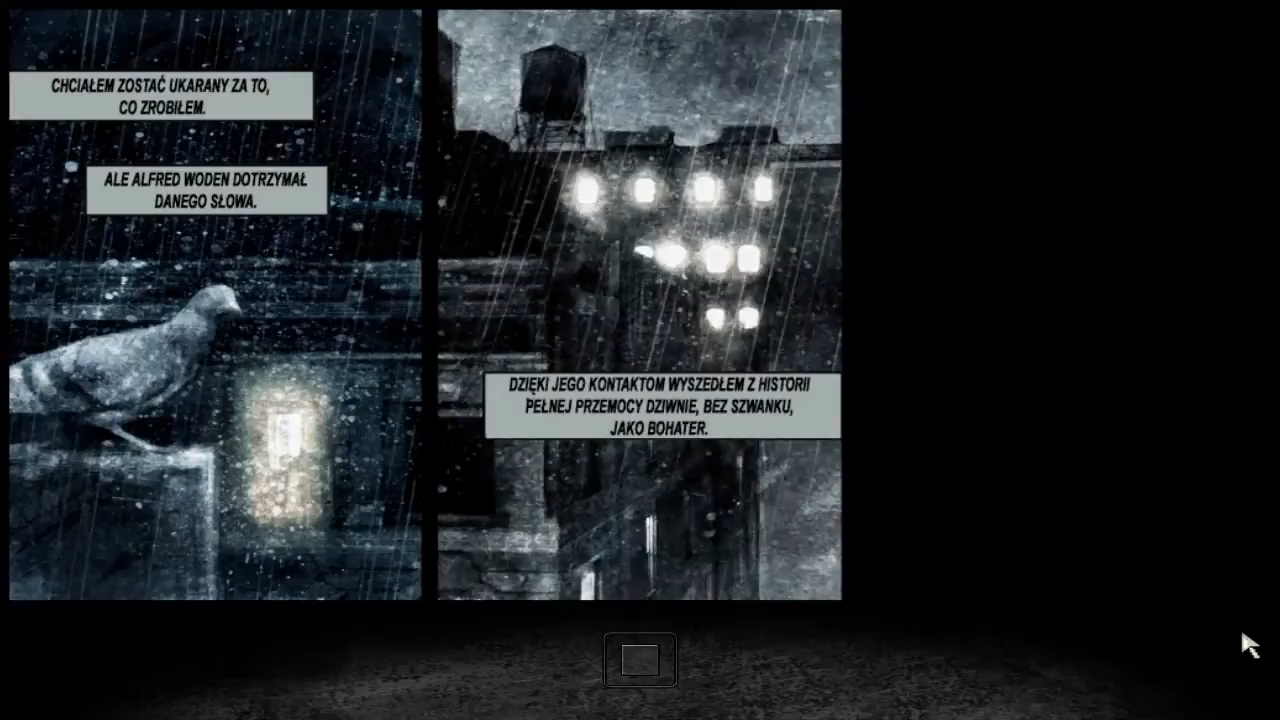 CHCIAŁEM ZOSTAĆ UKARANY ZA TO,
CO ZROBIŁEM.
ALE ALFRED WODEN DOTRZYMAŁ
DANEGO SŁOWA.
DZIĘKI JEGO KONTAKTOM WYSZEDŁEM Z HISTORII
PEŁNEJ PRZEMOCY DZIWNIE, BEZ SZWANKU,
JAKO BOHATER.